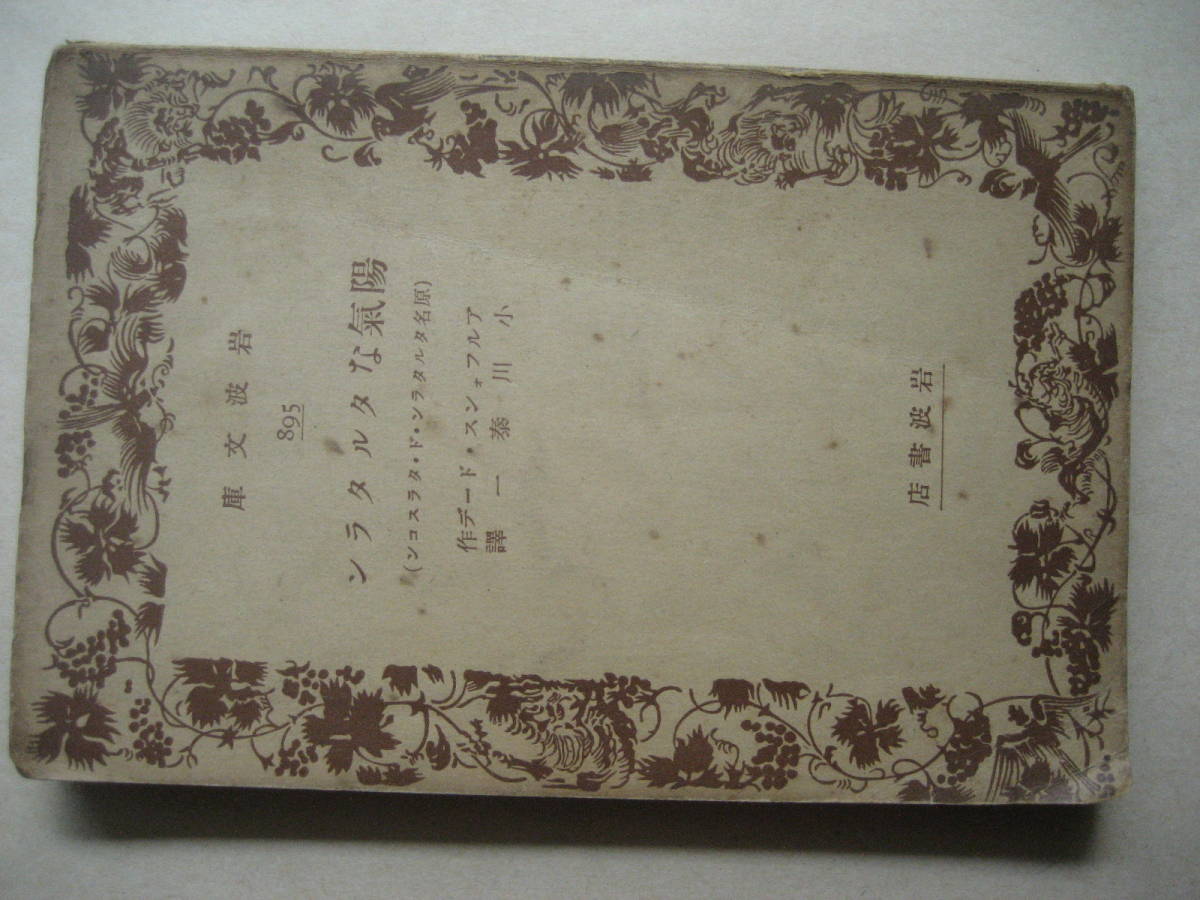 岩波文庫
895
陽氣なタルタラン
(原名タルタラン・ド・タラスコン)
アルフォンス・ドーデ作
小川泰一譯
岩波書店